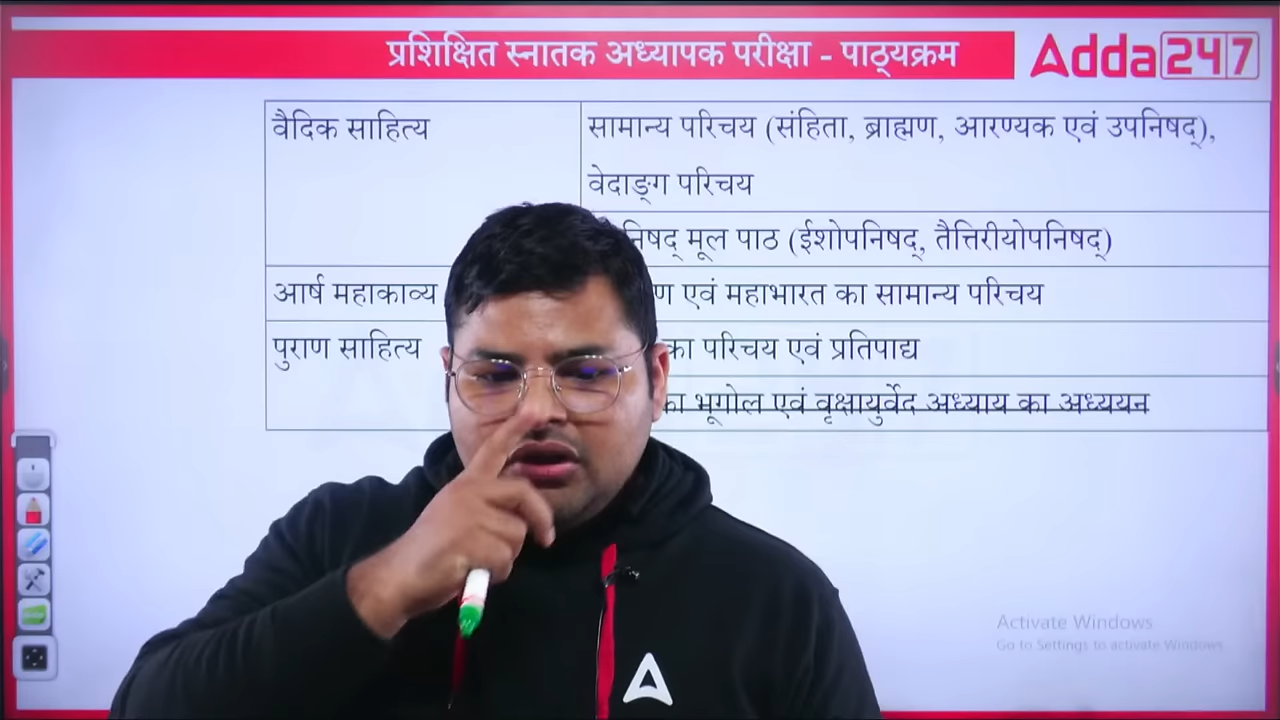 प्रशिक्षित स्नातक अध्यापक परीक्षा - पाठ्यक्रम
Adda247
वैदिक साहित्य
सामान्य परिचय (संहिता, ब्राह्मण, आरण्यक एवं उपनिषद्),
वेदाङ्ग परिचय
मूल पाठ (ईशोपनिषद्, तैत्तिरीयोपनिषद्)
आर्ष महाकाव्य
एवं महाभारत का सामान्य परिचय
पुराण साहित्य
का परिचय एवं प्रतिपाद्य
का भूगोल एवं वृक्षायुर्वेद अध्याय का अध्ययन
Activate Windows
Go to Settings to activate Windows.